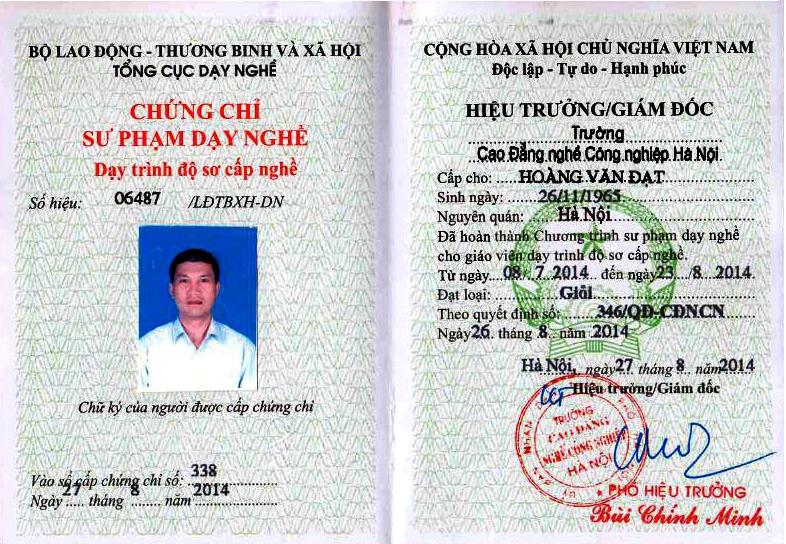 BỘ LAO ĐỘNG - THƯƠNG BINH VÀ XÃ HỘI
TỔNG CỤC DẠY NGHỀ
CHỨNG CHỈ
SƯ PHẠM DẠY NGHỀ
Dạy trình độ sơ cấp nghề
Số hiệu: 06487 /LĐTBXH-DN
Chữ ký của người được cấp chứng chỉ
Vào sổ cấp chứng chỉ số: 338
Ngày 27 tháng 8 năm 2014
CỘNG HÒA XÃ HỘI CHỦ NGHĨA VIỆT NAM
Độc lập - Tự do - Hạnh phúc
HIỆU TRƯỞNG/GIÁM ĐỐC
Trường
Cao Đẳng nghề Công nghiệp Hà Nội
Cấp cho: HOÀNG VĂN ĐẠT
Sinh ngày: 26/11/1965
Nguyên quán: Hà Nội
Đã hoàn thành Chương trình sư phạm dạy nghề
cho giáo viên dạy trình độ sơ cấp nghề.
Từ ngày 08 / 7 2014 đến ngày 23 /8 2014
Đạt loại: Giỏi
Theo quyết định số: 346/QĐ-CĐNCN
Ngày 26 tháng 8 năm 2014
Hà Nội, ngày 27 tháng 8 năm 2014
Hiệu trưởng/Giám đốc
TRƯỜNG
CAO ĐẲNG
NGHỀ CÔNG NGHIỆP
HÀ NỘI
PHÓ HIỆU TRƯỞNG
Bùi Chính Minh